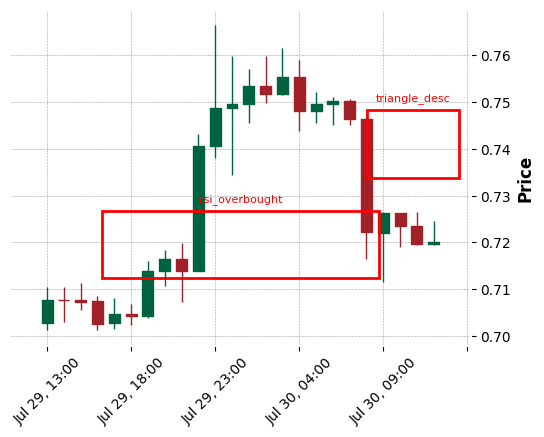 0.76
triangle_desc
0.75
0.74
Price
0.73
rsi_overbought
0.72
0.71
0.70
Jul 29, 13:00
Jul 29, 18:00
Jul 29, 23:00
Jul 30, 04:00
Jul 30, 09:00